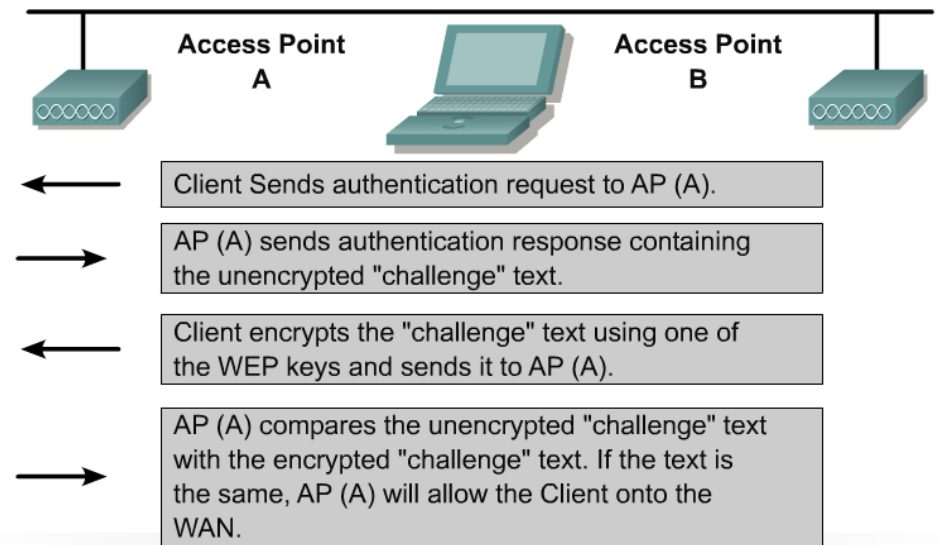 Access Point
A
Access Point
B
Client Sends authentication request to AP (A).
AP (A) sends authentication response containing
the unencrypted "challenge" text.
Client encrypts the "challenge" text using one of
the WEP keys and sends it to AP (A).
AP (A) compares the unencrypted "challenge" text
with the encrypted "challenge" text. If the text is
the same, AP (A) will allow the Client onto the
WAN.